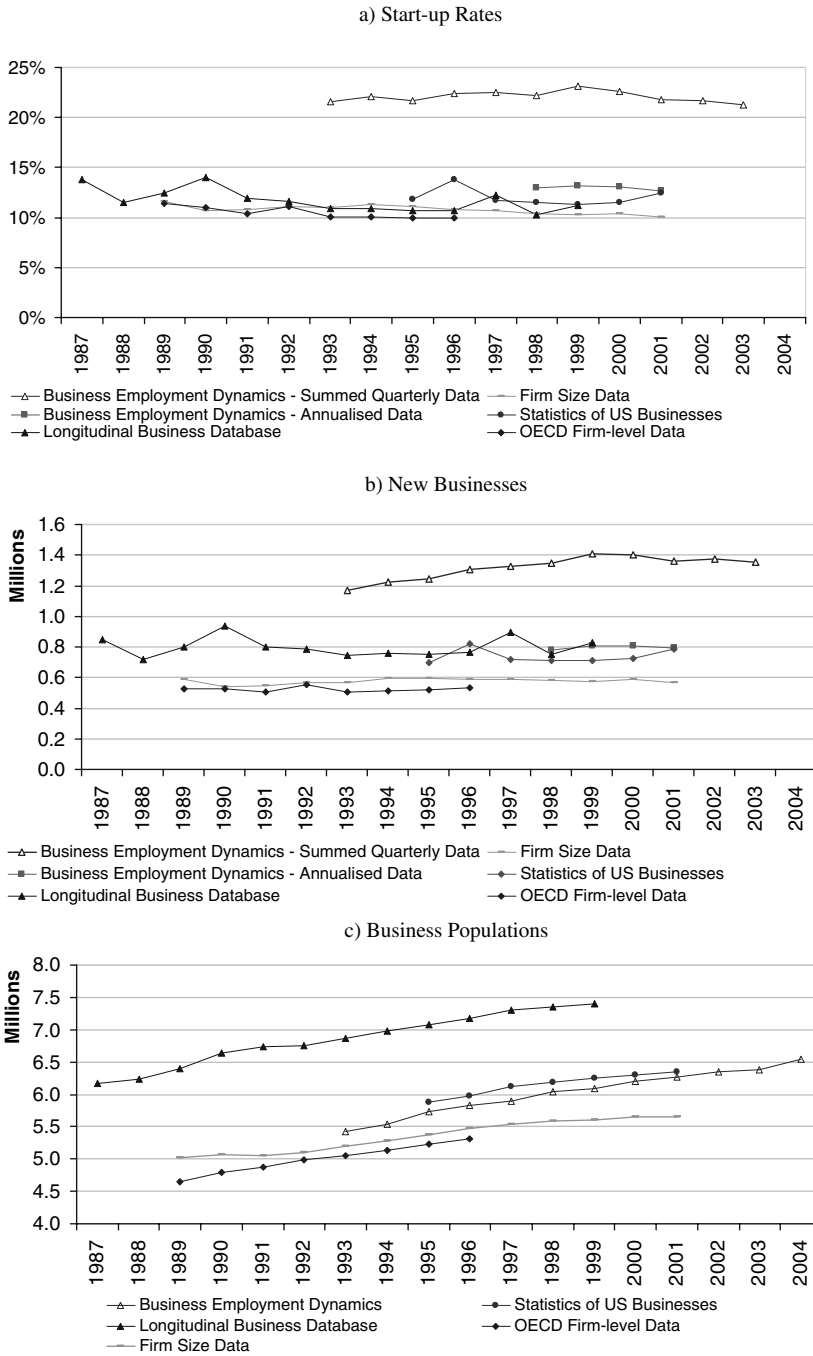 a) Start-up Rates
25%
20%
15%
10%
5%
0%
1987 1988 1989 1990 1991 1992 1993 1994 1995 1996 1997 1998 1999 2000 2001 2002 2003 2004
Business Employment Dynamics - Summed Quarterly Data Firm Size Data
Business Employment Dynamics - Annualised Data Statistics of US Businesses
Longitudinal Business Database OECD Firm-level Data
b) New Businesses
Millions
1.6
1.4
1.2
1.0
0.8
0.6
0.4
0.2
0.0
1987 1988 1989 1990 1991 1992 1993 1994 1995 1996 1997 1998 1999 2000 2001 2002 2003 2004
Business Employment Dynamics - Summed Quarterly Data Firm Size Data
Business Employment Dynamics - Annualised Data Statistics of US Businesses
Longitudinal Business Database OECD Firm-level Data
c) Business Populations
Millions
8.0
7.5
7.0
6.5
6.0
5.5
5.0
4.5
4.0
1987 1988 1989 1990 1991 1992 1993 1994 1995 1996 1997 1998 1999 2000 2001 2002 2003 2004
Business Employment Dynamics Statistics of US Businesses
Longitudinal Business Database OECD Firm-level Data
Firm Size Data